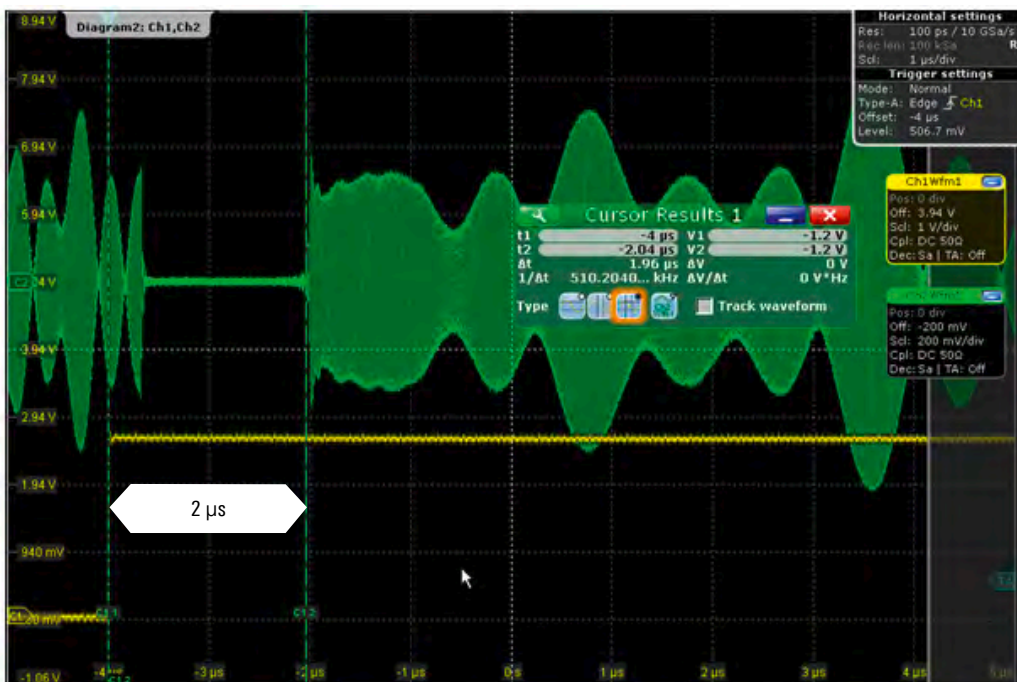 8.94 V
Diagram2: Ch1,Ch2
7.94 V
6.94 V
5.94 V
3.94 V
2.94 V
1.94 V
940 mV
-1.06 V
Horizontal settings
Res: 100 ps / 10 GSa/s
Rec len: 100 kSa R
Scl: 1 µs/div
Trigger settings
Mode: Normal
Type-A: Edge Ch1
Offset: -4 µs
Level: 506.7 mV
Ch1Wfm1
Pos: 0 div
Off: 3.94 V
Scl: 1 V/div
Cpl: DC 50Ω
Dec: Sa | TA: Off
Pos: 0 div
Off: -200 mV
Scl: 200 mV/div
Cpl: DC 50Ω
Dec: Sa | TA: Off
Cursor Results 1
t1 -4 µs V1 -1.2 V
t2 -2.04 µs V2 -1.2 V
Δt 1.96 µs ΔV 0 V
1/Δt 510.2040... kHz ΔV/Δt 0 V*Hz
Type Track waveform
2 µs
C2
C1
C1.1
C1.2
-3 µs
-1 µs
0 s
1 µs
2 µs
3 µs
4 µs
5 µs